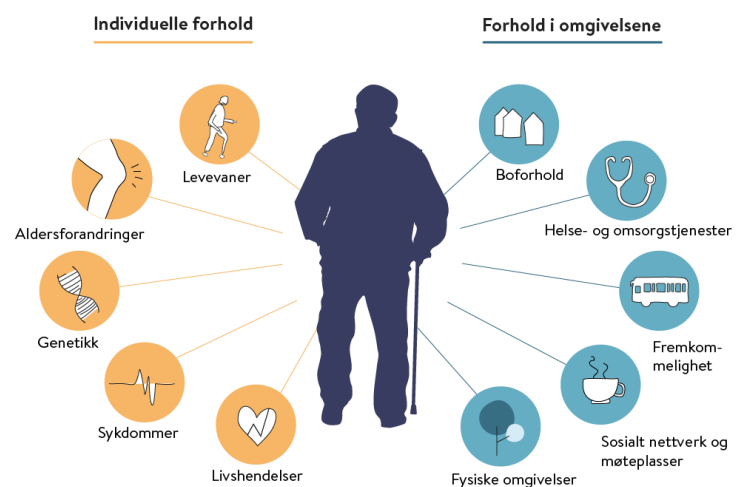 Individuelle forhold
Forhold i omgivelsene
Levevaner
Aldersforandringer
Genetikk
Sykdommer
Livshendelser
Boforhold
Helse- og omsorgstjenester
Fremkom-
melighet
Sosialt nettverk og
møteplasser
Fysiske omgivelser